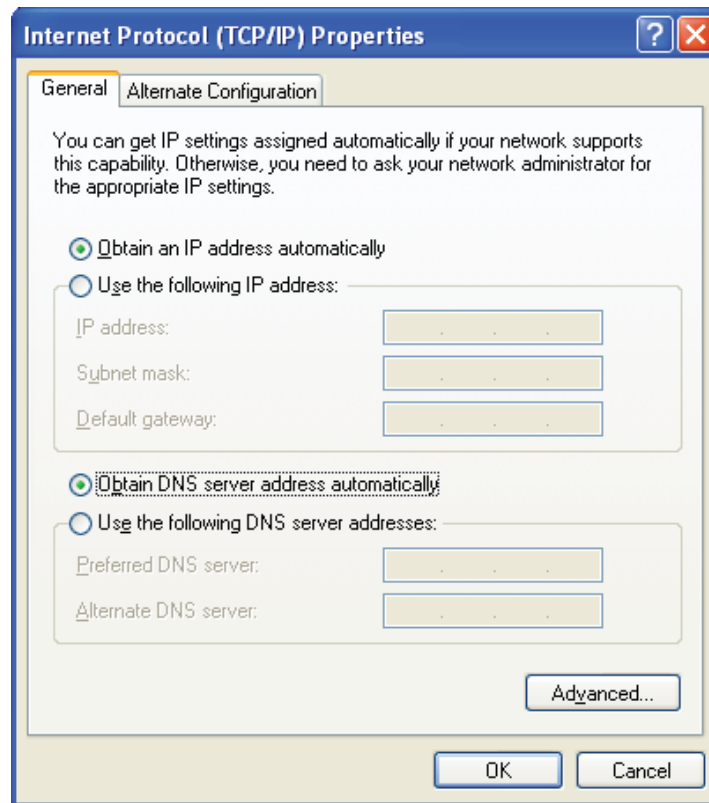 Internet Protocol (TCP/IP) Properties
General
Alternate Configuration
You can get IP settings assigned automatically if your network supports
this capability. Otherwise, you need to ask your network administrator for
the appropriate IP settings.
Obtain an IP address automatically
Use the following IP address:
IP address:
Subnet mask:
Default gateway:
Obtain DNS server address automatically
Use the following DNS server addresses:
Preferred DNS server:
Alternate DNS server:
Advanced...
OK
Cancel